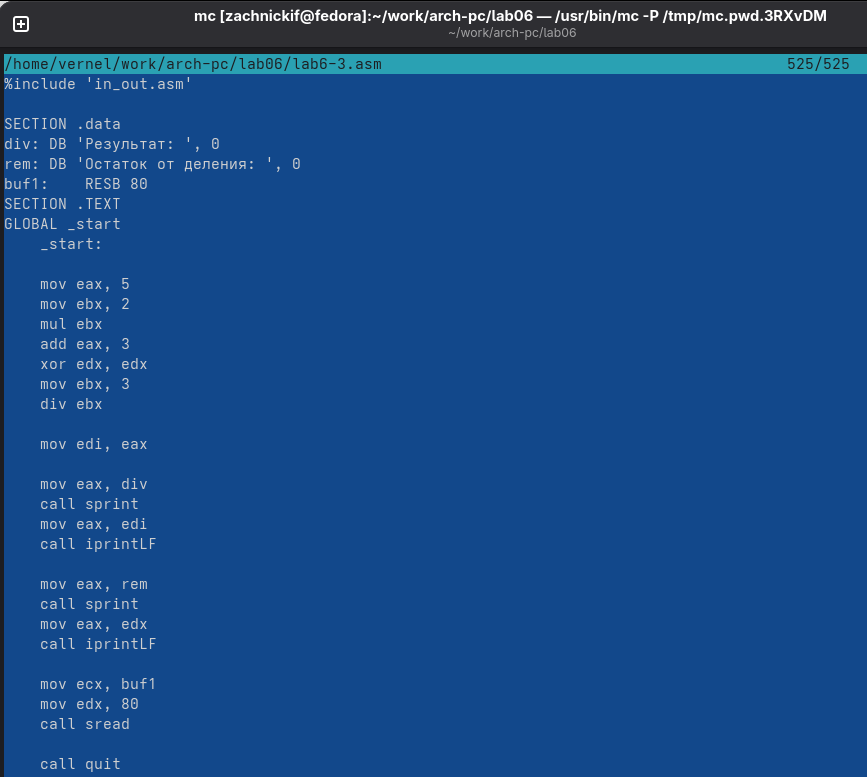 mc [zachnickif@fedora]:~/work/arch-pc/lab06 — /usr/bin/mc -P /tmp/mc.pwd.3RXvDM
~/work/arch-pc/lab06
/home/vernel/work/arch-pc/lab06/lab6-3.asm 525/525
%include 'in_out.asm'
SECTION .data
div: DB 'Результат: ', 0
rem: DB 'Остаток от деления: ', 0
buf1:    RESB 80
SECTION .TEXT
GLOBAL _start
    _start:
    mov eax, 5
    mov ebx, 2
    mul ebx
    add eax, 3
    xor edx, edx
    mov ebx, 3
    div ebx
    mov edi, eax
    mov eax, div
    call sprint
    mov eax, edi
    call iprintLF
    mov eax, rem
    call sprint
    mov eax, edx
    call iprintLF
    mov ecx, buf1
    mov edx, 80
    call sread
    call quit